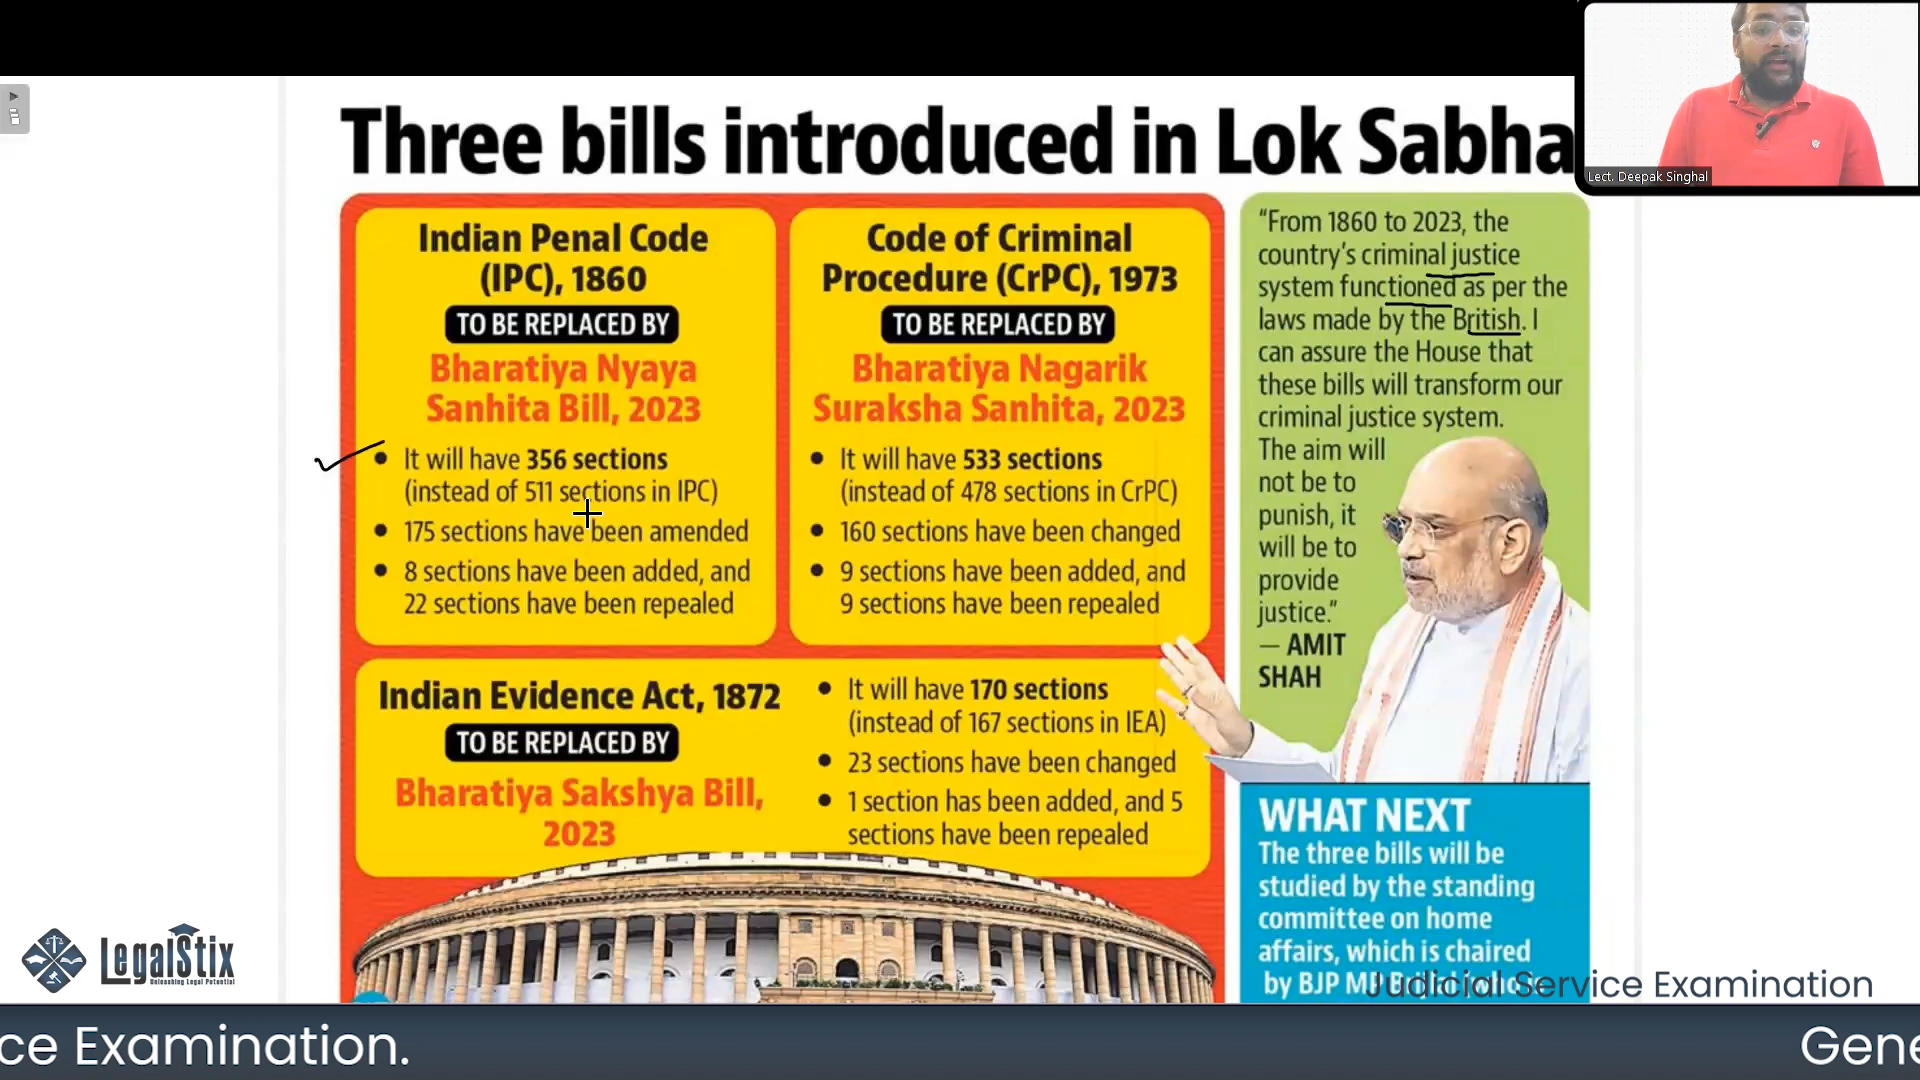 Three bills introduced in Lok Sabha
Lect. Deepak Singhal
Indian Penal Code
(IPC), 1860
TO BE REPLACED BY
Bharatiya Nyaya
Sanhita Bill, 2023
It will have 356 sections
(instead of 511 sections in IPC)
175 sections have been amended
8 sections have been added, and
22 sections have been repealed
Code of Criminal
Procedure (CrPC), 1973
TO BE REPLACED BY
Bharatiya Nagarik
Suraksha Sanhita, 2023
It will have 533 sections
(instead of 478 sections in CrPC)
160 sections have been changed
9 sections have been added, and
9 sections have been repealed
Indian Evidence Act, 1872
TO BE REPLACED BY
Bharatiya Sakshya Bill,
2023
It will have 170 sections
(instead of 167 sections in IEA)
23 sections have been changed
1 section has been added, and 5
sections have been repealed
“From 1860 to 2023, the
country’s criminal justice
system functioned as per the
laws made by the British. I
can assure the House that
these bills will transform our
criminal justice system.
The aim will
not be to
punish, it
will be to
provide
justice.”
— AMIT
SHAH
WHAT NEXT
The three bills will be
studied by the standing
committee on home
affairs, which is chaired
by BJP MP
Judicial Service Examination
LegalStix
Unleashing Legal Potential
ce Examination.
Gene